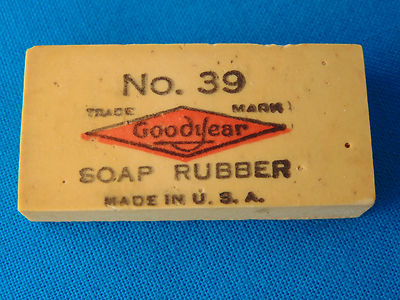 No. 39
TRADE MARK
Goodyear
SOAP RUBBER
MADE IN U. S. A.